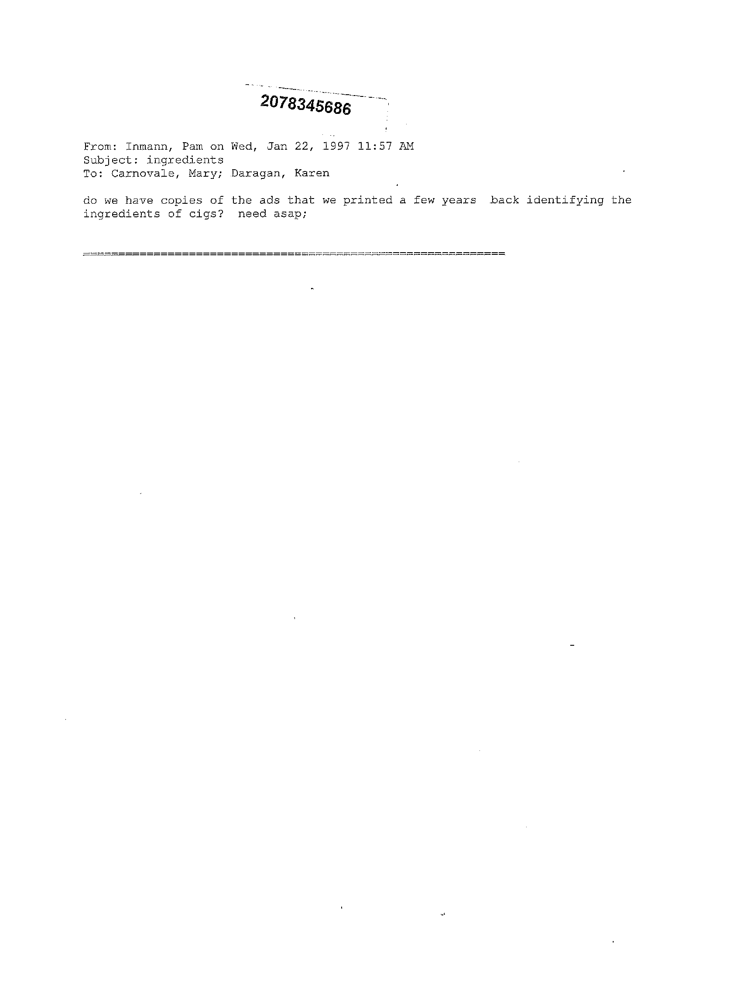 2078345686
From: Inmann, Pam on Wed, Jan 22, 1997 11:57 AM
Subject: ingredients
To: Carnovale, Mary; Daragan, Karen
do we have copies of the ads that we printed a few years  back identifying the
ingredients of cigs?  need asap;
============================================================